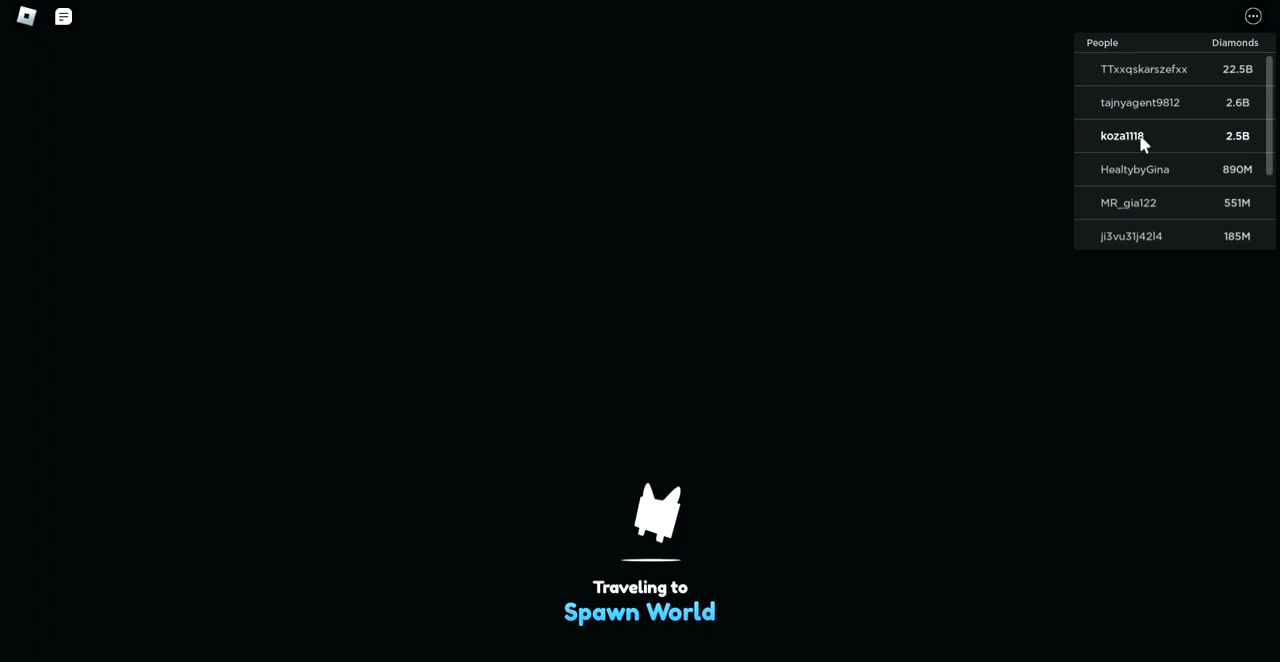 People Diamonds
TTxxqskarszefxx 22.5B
tajnyagent9812 2.6B
koza1118 2.5B
HealtybyGina 890M
MR_gia122 551M
ji3vu31j42l4 185M
Traveling to
Spawn World